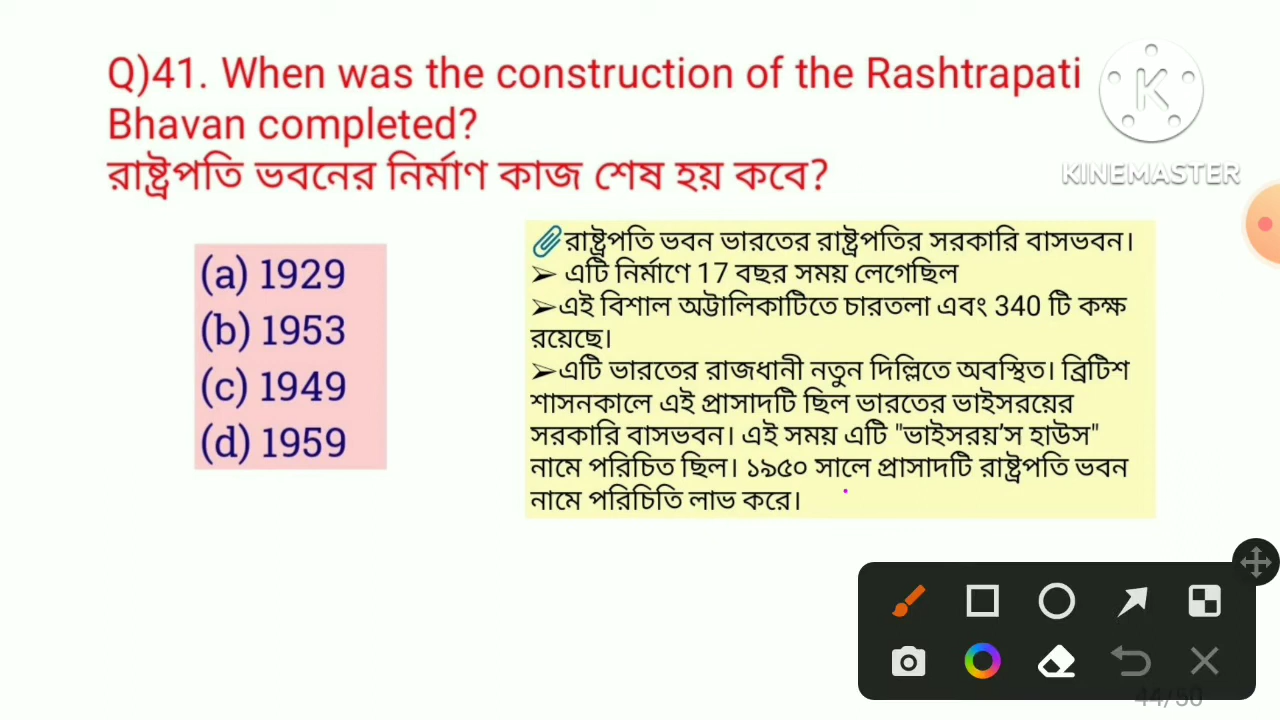 Q)41. When was the construction of the Rashtrapati
Bhavan completed?
রাষ্ট্রপতি ভবনের নির্মাণ কাজ শেষ হয় কবে?
K
KINEMASTER
(a) 1929
(b) 1953
(c) 1949
(d) 1959
রাষ্ট্রপতি ভবন ভারতের রাষ্ট্রপতির সরকারি বাসভবন।
➢ এটি নির্মাণে 17 বছর সময় লেগেছিল
➢এই বিশাল অট্টালিকাটিতে চারতলা এবং 340 টি কক্ষ
রয়েছে।
➢এটি ভারতের রাজধানী নতুন দিল্লিতে অবস্থিত। ব্রিটিশ
শাসনকালে এই প্রাসাদটি ছিল ভারতের ভাইসরয়ের
সরকারি বাসভবন। এই সময় এটি "ভাইসরয়’স হাউস"
নামে পরিচিত ছিল। ১৯৫০ সালে প্রাসাদটি রাষ্ট্রপতি ভবন
নামে পরিচিতি লাভ করে।
44/50